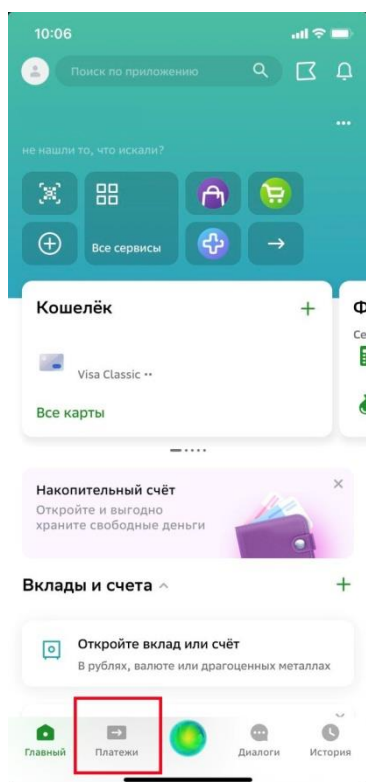 10:06
Поиск по приложению
не нашли то, что искали?
Все сервисы
Кошелёк
Ф
Се
Visa Classic ••
Все карты
Накопительный счёт
Откройте и выгодно
храните свободные деньги
Вклады и счета
Откройте вклад или счёт
В рублях, валюте или драгоценных металлах
Главный
Платежи
Диалоги
История